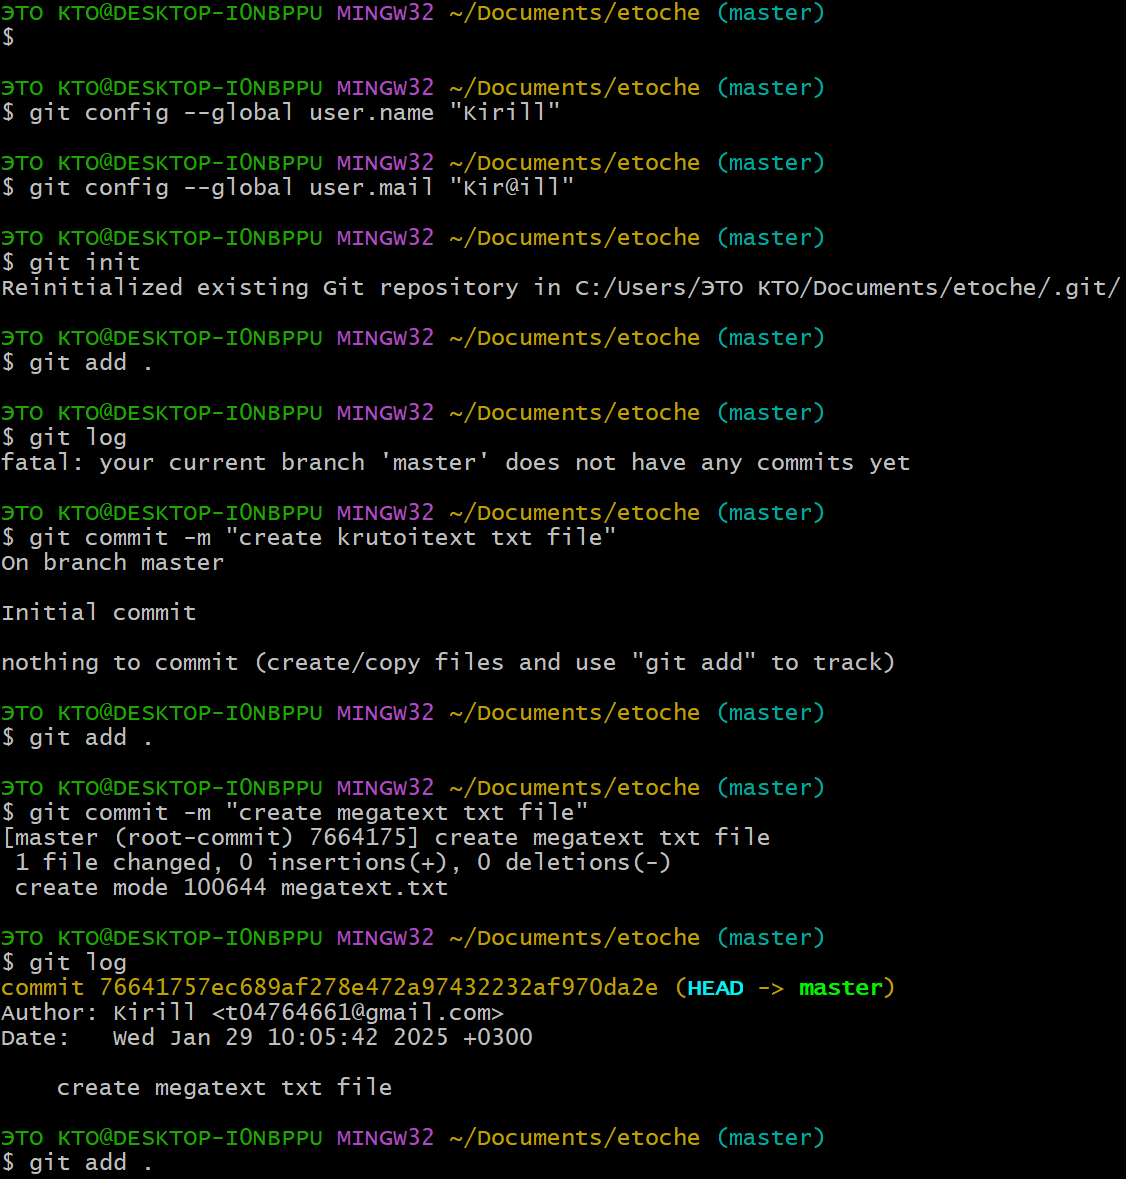 ЭТО КТО@DESKTOP-I0NBPPU MINGW32 ~/Documents/etoche (master)
$
ЭТО КТО@DESKTOP-I0NBPPU MINGW32 ~/Documents/etoche (master)
$ git config --global user.name "Kirill"
ЭТО КТО@DESKTOP-I0NBPPU MINGW32 ~/Documents/etoche (master)
$ git config --global user.mail "Kir@ill"
ЭТО КТО@DESKTOP-I0NBPPU MINGW32 ~/Documents/etoche (master)
$ git init
Reinitialized existing Git repository in C:/Users/ЭТО КТО/Documents/etoche/.git/
ЭТО КТО@DESKTOP-I0NBPPU MINGW32 ~/Documents/etoche (master)
$ git add .
ЭТО КТО@DESKTOP-I0NBPPU MINGW32 ~/Documents/etoche (master)
$ git log
fatal: your current branch 'master' does not have any commits yet
ЭТО КТО@DESKTOP-I0NBPPU MINGW32 ~/Documents/etoche (master)
$ git commit -m "create krutoitext txt file"
On branch master
Initial commit
nothing to commit (create/copy files and use "git add" to track)
ЭТО КТО@DESKTOP-I0NBPPU MINGW32 ~/Documents/etoche (master)
$ git add .
ЭТО КТО@DESKTOP-I0NBPPU MINGW32 ~/Documents/etoche (master)
$ git commit -m "create megatext txt file"
[master (root-commit) 7664175] create megatext txt file
 1 file changed, 0 insertions(+), 0 deletions(-)
 create mode 100644 megatext.txt
ЭТО КТО@DESKTOP-I0NBPPU MINGW32 ~/Documents/etoche (master)
$ git log
commit 76641757ec689af278e472a97432232af970da2e (HEAD -> master)
Author: Kirill <t04764661@gmail.com>
Date:   Wed Jan 29 10:05:42 2025 +0300
    create megatext txt file
ЭТО КТО@DESKTOP-I0NBPPU MINGW32 ~/Documents/etoche (master)
$ git add .